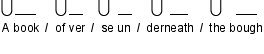 A book / of ver / se un / derneath / the bough